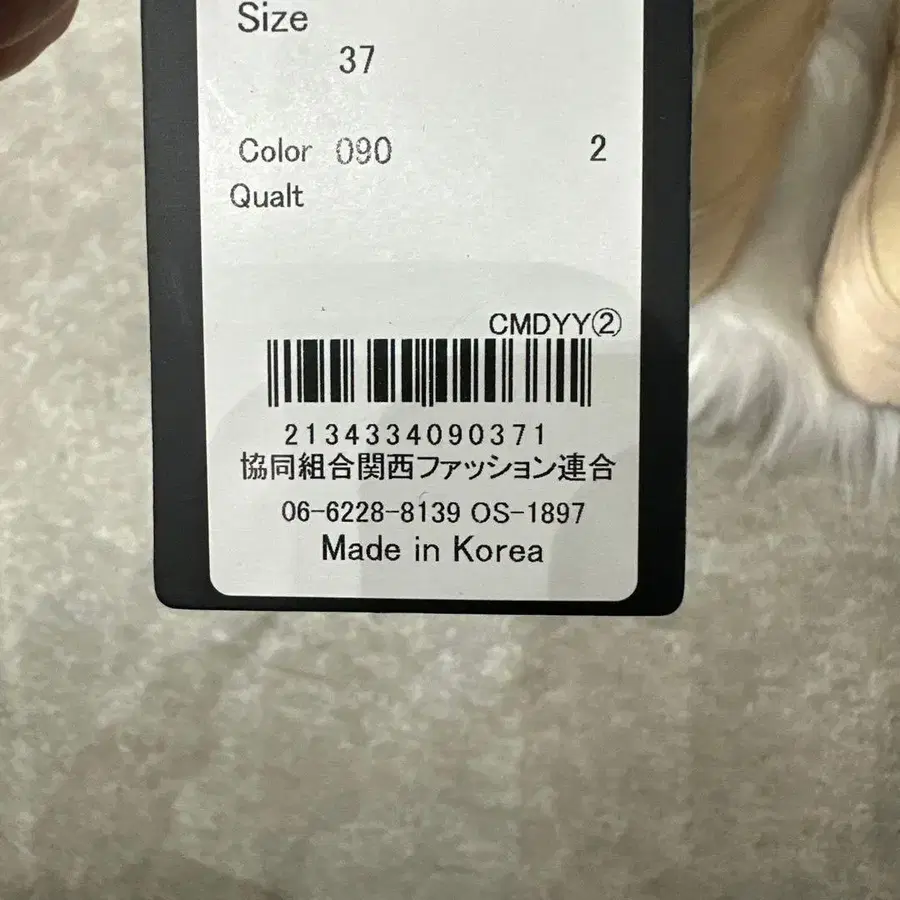 Size
37
Color 090 2
Qualt
CMDYY②
2134334090371
協同組合関西ファッション連合
06-6228-8139 OS-1897
Made in Korea